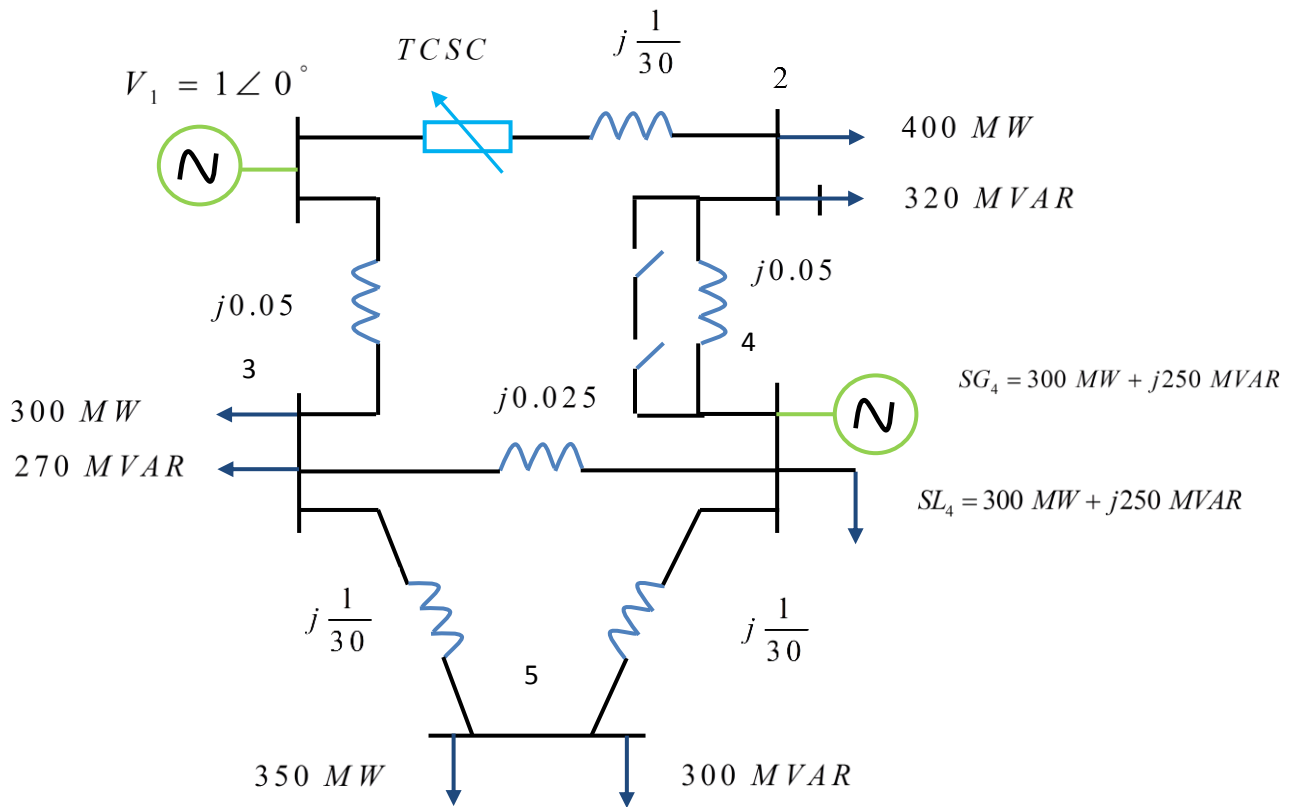 TCSC
j 1/30
2
V₁ = 1∠0°
400 MW
320 MVAR
j0.05
j0.05
4
3
SG₄ = 300 MW + j250 MVAR
j0.025
300 MW
270 MVAR
SL₄ = 300 MW + j250 MVAR
j 1/30
j 1/30
5
350 MW
300 MVAR